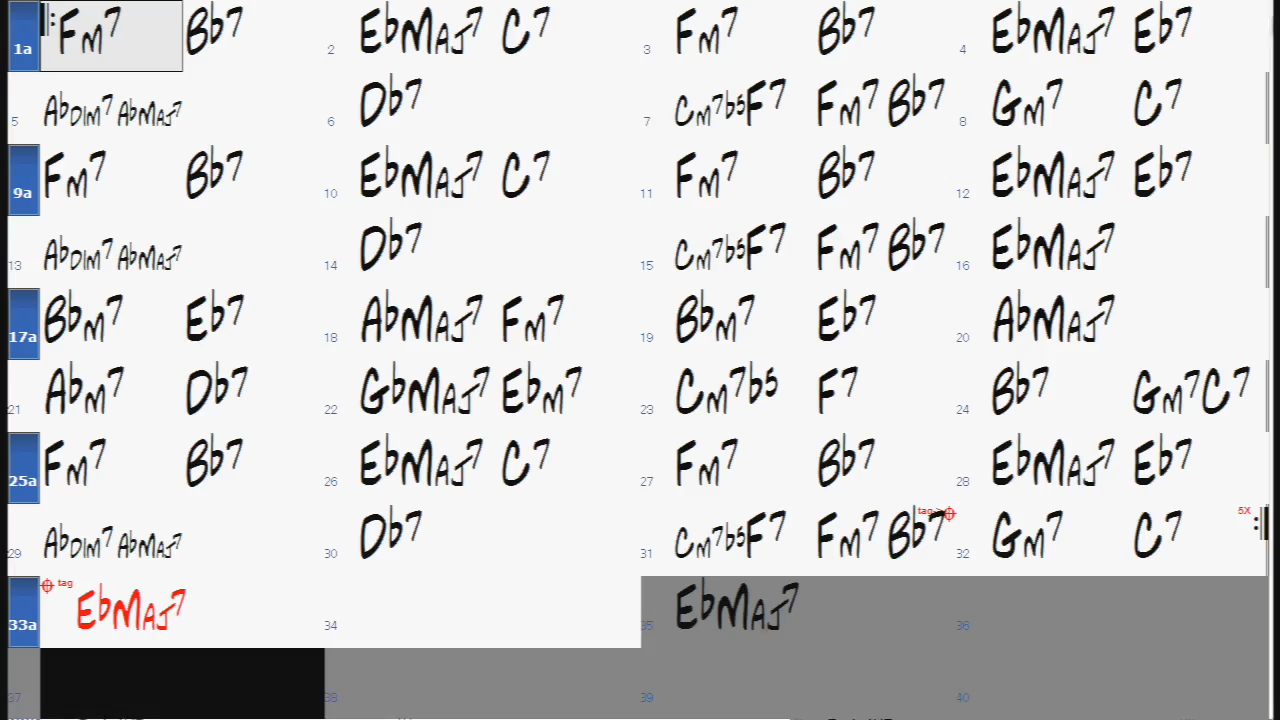 1a Fm7 Bb7 2 EbMaj7 C7 3 Fm7 Bb7 4 EbMaj7 Eb7
5 AbDim7 AbMaj7 6 Db7 7 Cm7b5 F7 Fm7 Bb7 8 Gm7 C7
9a Fm7 Bb7 10 EbMaj7 C7 11 Fm7 Bb7 12 EbMaj7 Eb7
13 AbDim7 AbMaj7 14 Db7 15 Cm7b5 F7 Fm7 Bb7 16 EbMaj7
17a Bbm7 Eb7 18 AbMaj7 Fm7 19 Bbm7 Eb7 20 AbMaj7
21 Abm7 Db7 22 GbMaj7 Ebm7 23 Cm7b5 F7 24 Bb7 Gm7 C7
25a Fm7 Bb7 26 EbMaj7 C7 27 Fm7 Bb7 28 EbMaj7 Eb7
29 AbDim7 AbMaj7 30 Db7 31 Cm7b5 F7 Fm7 Bb7 tag 32 Gm7 C7 5X
33a tag EbMaj7 34 35 EbMaj7 36
37 38 39 40